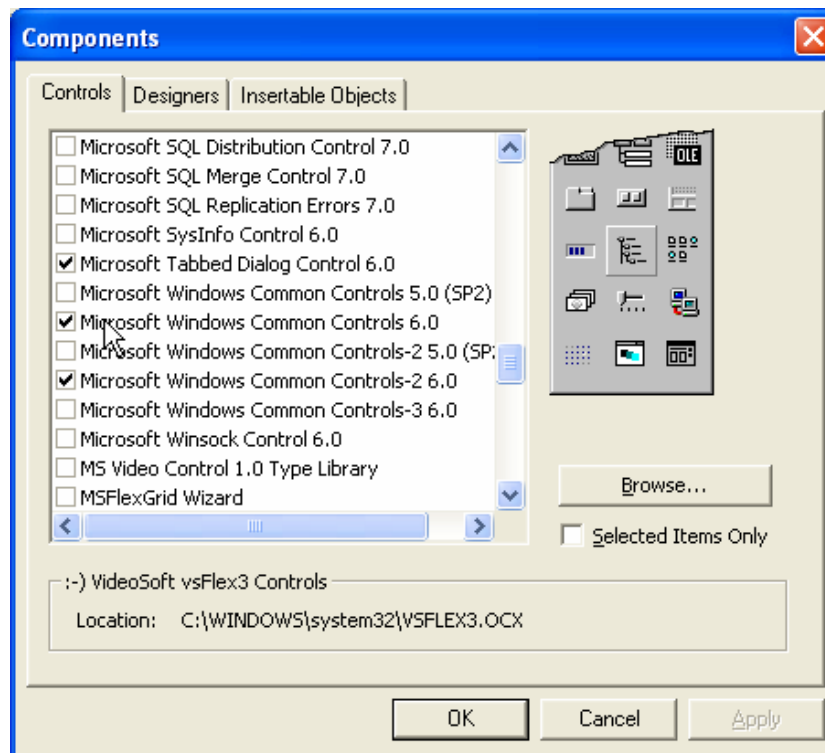 Components
Controls Designers Insertable Objects
Microsoft SQL Distribution Control 7.0
Microsoft SQL Merge Control 7.0
Microsoft SQL Replication Errors 7.0
Microsoft SysInfo Control 6.0
Microsoft Tabbed Dialog Control 6.0
Microsoft Windows Common Controls 5.0 (SP2)
Microsoft Windows Common Controls 6.0
Microsoft Windows Common Controls-2 5.0 (SP
Microsoft Windows Common Controls-2 6.0
Microsoft Windows Common Controls-3 6.0
Microsoft Winsock Control 6.0
MS Video Control 1.0 Type Library
MSFlexGrid Wizard
OLE
Browse...
Selected Items Only
:-) VideoSoft vsFlex3 Controls
Location: C:\WINDOWS\system32\VSFLEX3.OCX
OK Cancel Apply